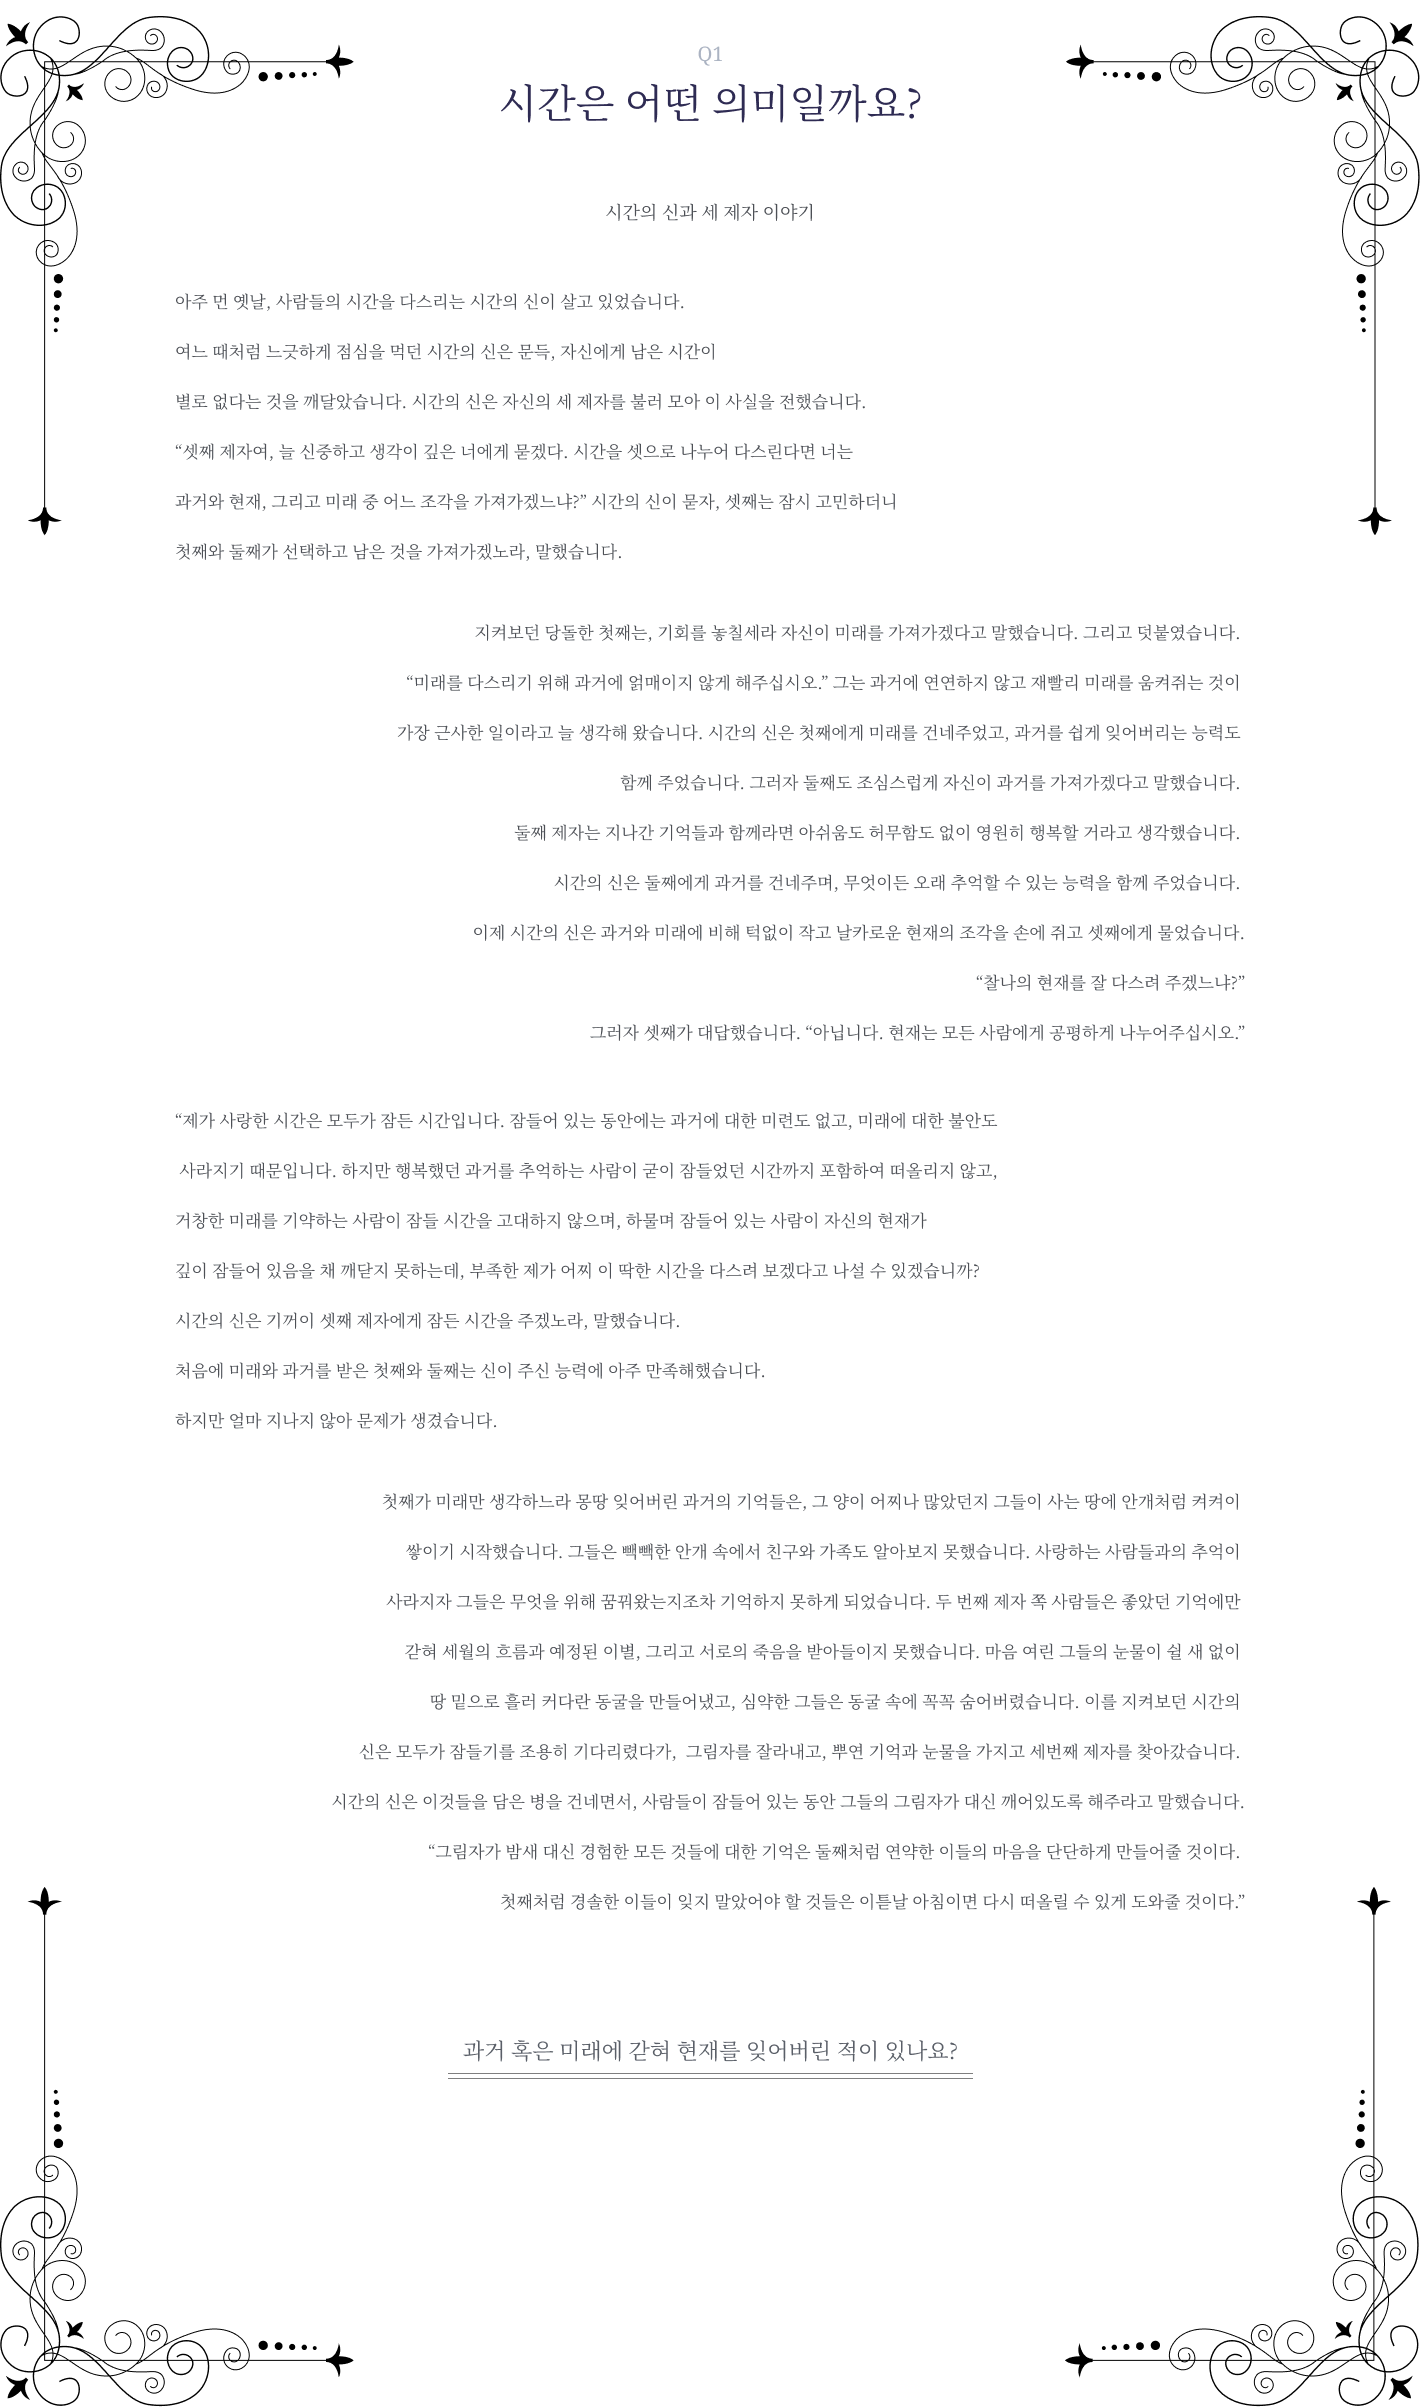 Q1
시간은 어떤 의미일까요?
시간의 신과 세 제자 이야기
아주 먼 옛날, 사람들의 시간을 다스리는 시간의 신이 살고 있었습니다.
여느 때처럼 느긋하게 점심을 먹던 시간의 신은 문득, 자신에게 남은 시간이
별로 없다는 것을 깨달았습니다. 시간의 신은 자신의 세 제자를 불러 모아 이 사실을 전했습니다.
“셋째 제자여, 늘 신중하고 생각이 깊은 너에게 묻겠다. 시간을 셋으로 나누어 다스린다면 너는
과거와 현재, 그리고 미래 중 어느 조각을 가져가겠느냐?” 시간의 신이 묻자, 셋째는 잠시 고민하더니
첫째와 둘째가 선택하고 남은 것을 가져가겠노라, 말했습니다.
지켜보던 당돌한 첫째는, 기회를 놓칠세라 자신이 미래를 가져가겠다고 말했습니다. 그리고 덧붙였습니다.
“미래를 다스리기 위해 과거에 얽매이지 않게 해주십시오.” 그는 과거에 연연하지 않고 재빨리 미래를 움켜쥐는 것이
가장 근사한 일이라고 늘 생각해 왔습니다. 시간의 신은 첫째에게 미래를 건네주었고, 과거를 쉽게 잊어버리는 능력도
함께 주었습니다. 그러자 둘째도 조심스럽게 자신이 과거를 가져가겠다고 말했습니다.
둘째 제자는 지나간 기억들과 함께라면 아쉬움도 허무함도 없이 영원히 행복할 거라고 생각했습니다.
시간의 신은 둘째에게 과거를 건네주며, 무엇이든 오래 추억할 수 있는 능력을 함께 주었습니다.
이제 시간의 신은 과거와 미래에 비해 턱없이 작고 날카로운 현재의 조각을 손에 쥐고 셋째에게 물었습니다.
“찰나의 현재를 잘 다스려 주겠느냐?”
그러자 셋째가 대답했습니다. “아닙니다. 현재는 모든 사람에게 공평하게 나누어주십시오.”
“제가 사랑한 시간은 모두가 잠든 시간입니다. 잠들어 있는 동안에는 과거에 대한 미련도 없고, 미래에 대한 불안도
사라지기 때문입니다. 하지만 행복했던 과거를 추억하는 사람이 굳이 잠들었던 시간까지 포함하여 떠올리지 않고,
거창한 미래를 기약하는 사람이 잠들 시간을 고대하지 않으며, 하물며 잠들어 있는 사람이 자신의 현재가
깊이 잠들어 있음을 채 깨닫지 못하는데, 부족한 제가 어찌 이 딱한 시간을 다스려 보겠다고 나설 수 있겠습니까?
시간의 신은 기꺼이 셋째 제자에게 잠든 시간을 주겠노라, 말했습니다.
처음에 미래와 과거를 받은 첫째와 둘째는 신이 주신 능력에 아주 만족해했습니다.
하지만 얼마 지나지 않아 문제가 생겼습니다.
첫째가 미래만 생각하느라 몽땅 잊어버린 과거의 기억들은, 그 양이 어찌나 많았던지 그들이 사는 땅에 안개처럼 켜켜이
쌓이기 시작했습니다. 그들은 빽빽한 안개 속에서 친구와 가족도 알아보지 못했습니다. 사랑하는 사람들과의 추억이
사라지자 그들은 무엇을 위해 꿈꿔왔는지조차 기억하지 못하게 되었습니다. 두 번째 제자 쪽 사람들은 좋았던 기억에만
갇혀 세월의 흐름과 예정된 이별, 그리고 서로의 죽음을 받아들이지 못했습니다. 마음 여린 그들의 눈물이 쉴 새 없이
땅 밑으로 흘러 커다란 동굴을 만들어냈고, 심약한 그들은 동굴 속에 꼭꼭 숨어버렸습니다. 이를 지켜보던 시간의
신은 모두가 잠들기를 조용히 기다리렸다가, 그림자를 잘라내고, 뿌연 기억과 눈물을 가지고 세번째 제자를 찾아갔습니다.
시간의 신은 이것들을 담은 병을 건네면서, 사람들이 잠들어 있는 동안 그들의 그림자가 대신 깨어있도록 해주라고 말했습니다.
“그림자가 밤새 대신 경험한 모든 것들에 대한 기억은 둘째처럼 연약한 이들의 마음을 단단하게 만들어줄 것이다.
첫째처럼 경솔한 이들이 잊지 말았어야 할 것들은 이튿날 아침이면 다시 떠올릴 수 있게 도와줄 것이다.”
과거 혹은 미래에 갇혀 현재를 잊어버린 적이 있나요?